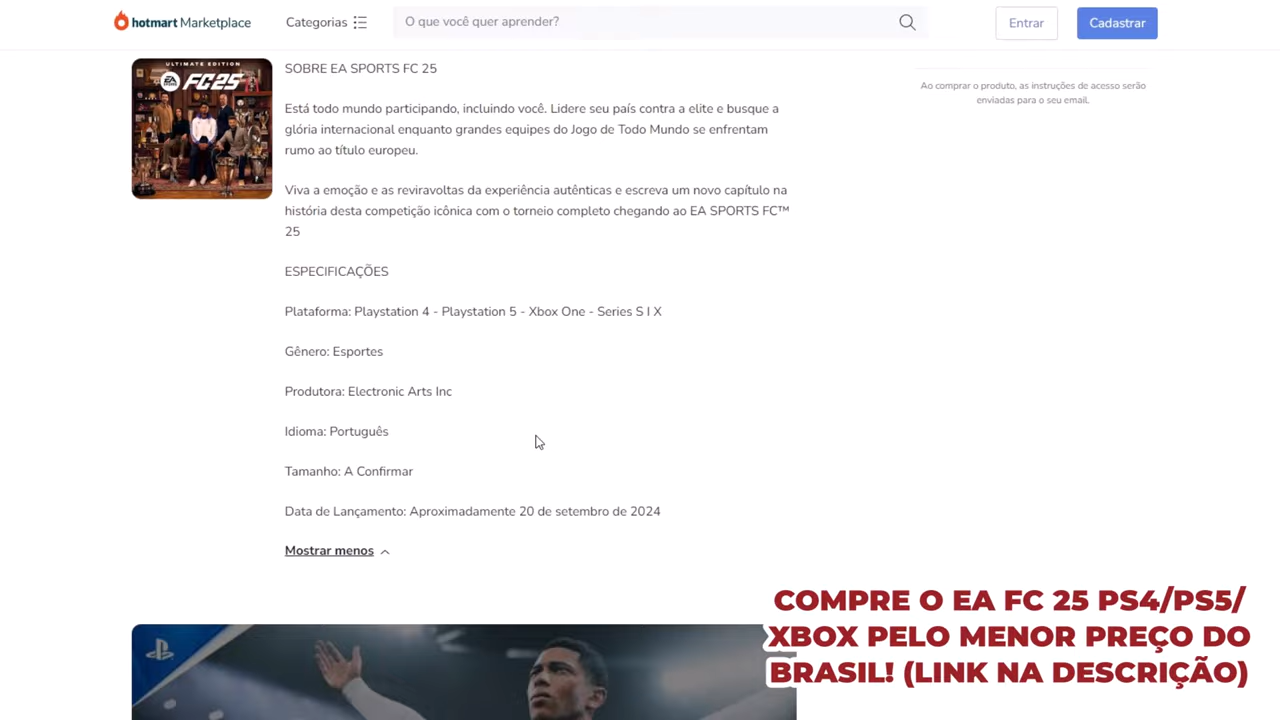 hotmart Marketplace
Categorias
O que você quer aprender?
Entrar
Cadastrar
ULTIMATE EDITION
EA SPORTS FC25
SOBRE EA SPORTS FC 25
Está todo mundo participando, incluindo você. Lidere seu país contra a elite e busque a
glória internacional enquanto grandes equipes do Jogo de Todo Mundo se enfrentam
rumo ao título europeu.
Viva a emoção e as reviravoltas da experiência autênticas e escreva um novo capítulo na
história desta competição icônica com o torneio completo chegando ao EA SPORTS FC™
25
ESPECIFICAÇÕES
Plataforma: Playstation 4 - Playstation 5 - Xbox One - Series S I X
Gênero: Esportes
Produtora: Electronic Arts Inc
Idioma: Português
Tamanho: A Confirmar
Data de Lançamento: Aproximadamente 20 de setembro de 2024
Mostrar menos
Ao comprar o produto, as instruções de acesso serão
enviadas para o seu email.
COMPRE O EA FC 25 PS4/PS5/
XBOX PELO MENOR PREÇO DO
BRASIL! (LINK NA DESCRIÇÃO)